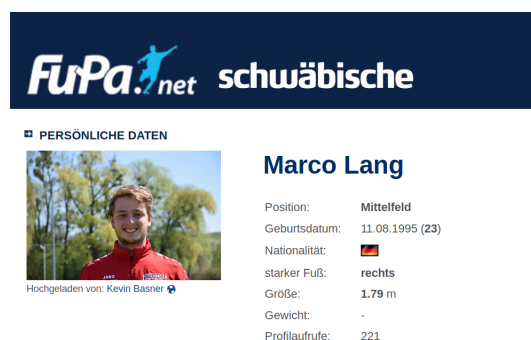 FuPa.net schwäbische
PERSÖNLICHE DATEN
Marco Lang
Position: Mittelfeld
Geburtsdatum: 11.08.1995 (23)
Nationalität:
starker Fuß: rechts
Größe: 1.79 m
Gewicht: -
Profilaufrufe: 221
JAKO
Hochgeladen von: Kevin Basner